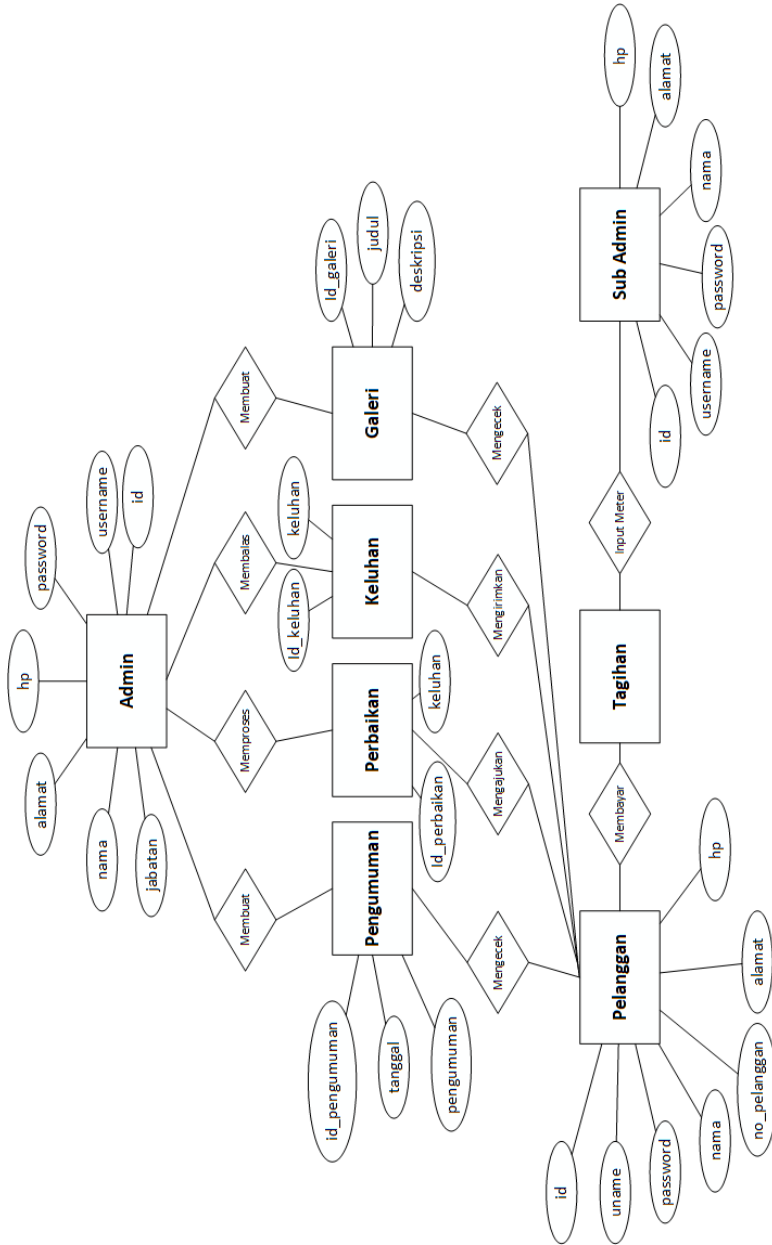 hp
alamat
password
nama
username
jabatan
id
Admin
Membuat
Memproses
Membalas
Membuat
id_pengumuman
tanggal
pengumuman
Pengumuman
Perbaikan
Id_perbaikan
keluhan
Keluhan
Id_keluhan
keluhan
Galeri
Id_galeri
judul
deskripsi
Mengecek
Mengajukan
Mengirimkan
Mengecek
Pelanggan
id
uname
password
nama
no_pelanggan
alamat
hp
Membayar
Tagihan
Input Meter
Sub Admin
id
username
password
nama
alamat
hp